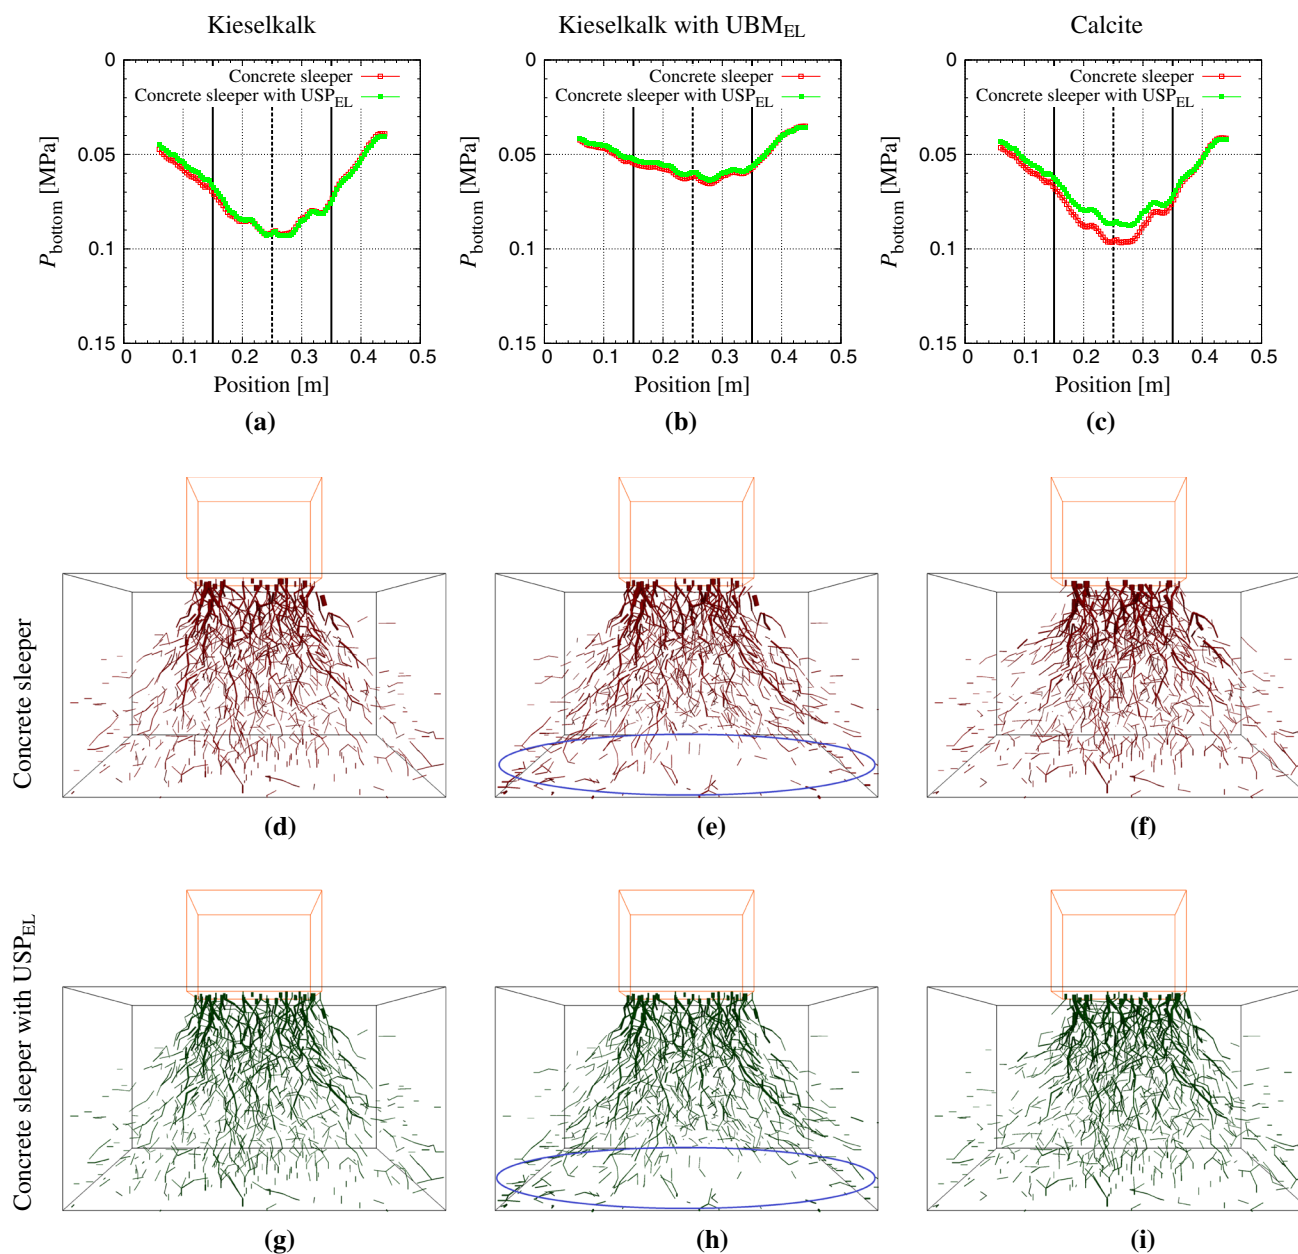 Kieselkalk
Kieselkalk with UBM_EL
Calcite
0
0.05
0.1
0.15
P_bottom [MPa]
Concrete sleeper
Concrete sleeper with USP_EL
0 0.1 0.2 0.3 0.4 0.5
Position [m]
(a)
0
0.05
0.1
0.15
P_bottom [MPa]
Concrete sleeper
Concrete sleeper with USP_EL
0 0.1 0.2 0.3 0.4 0.5
Position [m]
(b)
0
0.05
0.1
0.15
P_bottom [MPa]
Concrete sleeper
Concrete sleeper with USP_EL
0 0.1 0.2 0.3 0.4 0.5
Position [m]
(c)
Concrete sleeper
(d)
(e)
(f)
Concrete sleeper with USP_EL
(g)
(h)
(i)